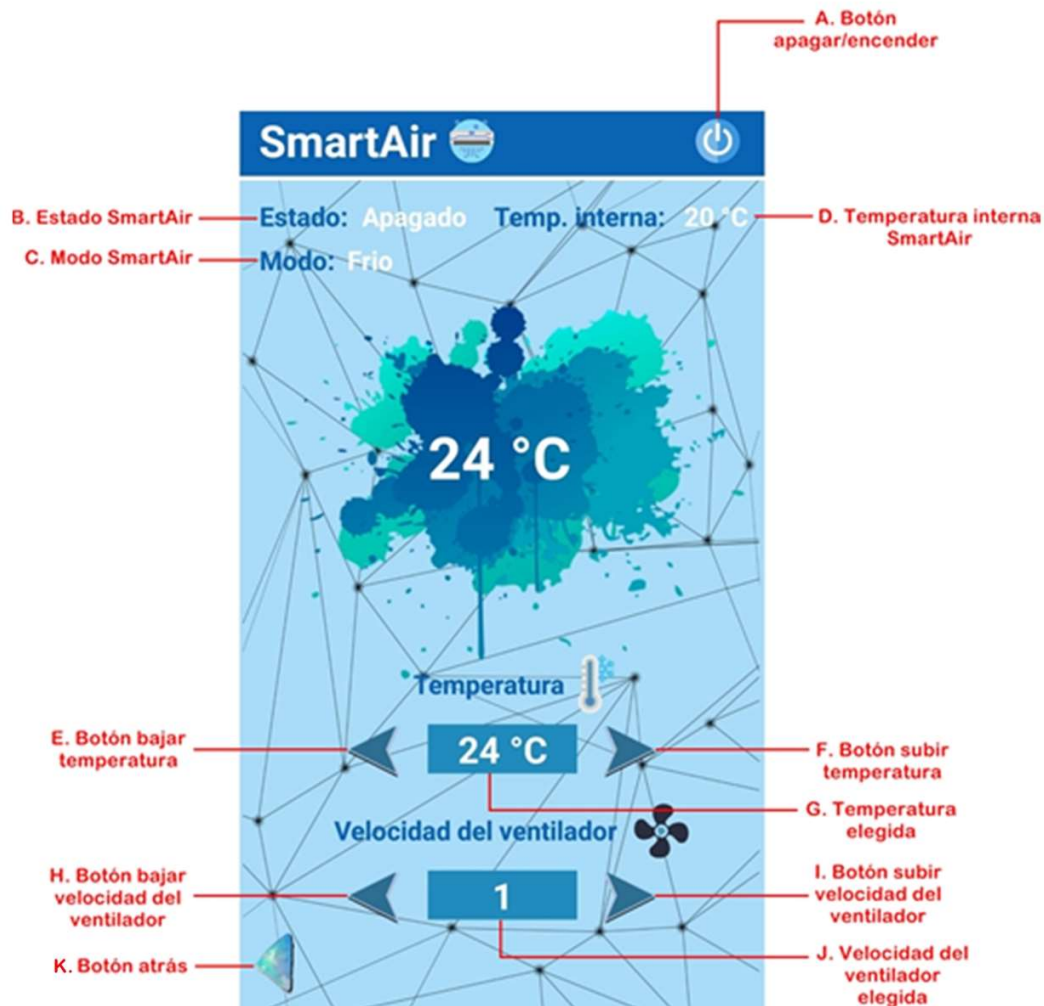 A. Botón
apagar/encender
SmartAir
B. Estado SmartAir
Estado: Apagado
Temp. interna: 20 °C
D. Temperatura interna
SmartAir
C. Modo SmartAir
Modo: Frio
24 °C
Temperatura
E. Botón bajar
temperatura
24 °C
F. Botón subir
temperatura
G. Temperatura
elegida
Velocidad del ventilador
H. Botón bajar
velocidad del
ventilador
1
I. Botón subir
velocidad del
ventilador
K. Botón atrás
J. Velocidad del
ventilador
elegida